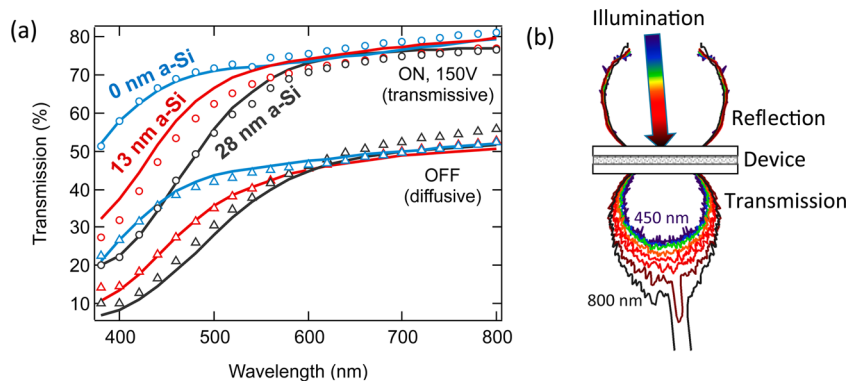 (a)
80
70
60
50
40
30
20
10
Transmission (%)
0 nm a-Si
13 nm a-Si
28 nm a-Si
ON, 150V
(transmissive)
OFF
(diffusive)
400
500
600
700
800
Wavelength (nm)
(b)
Illumination
Reflection
Device
Transmission
450 nm
800 nm